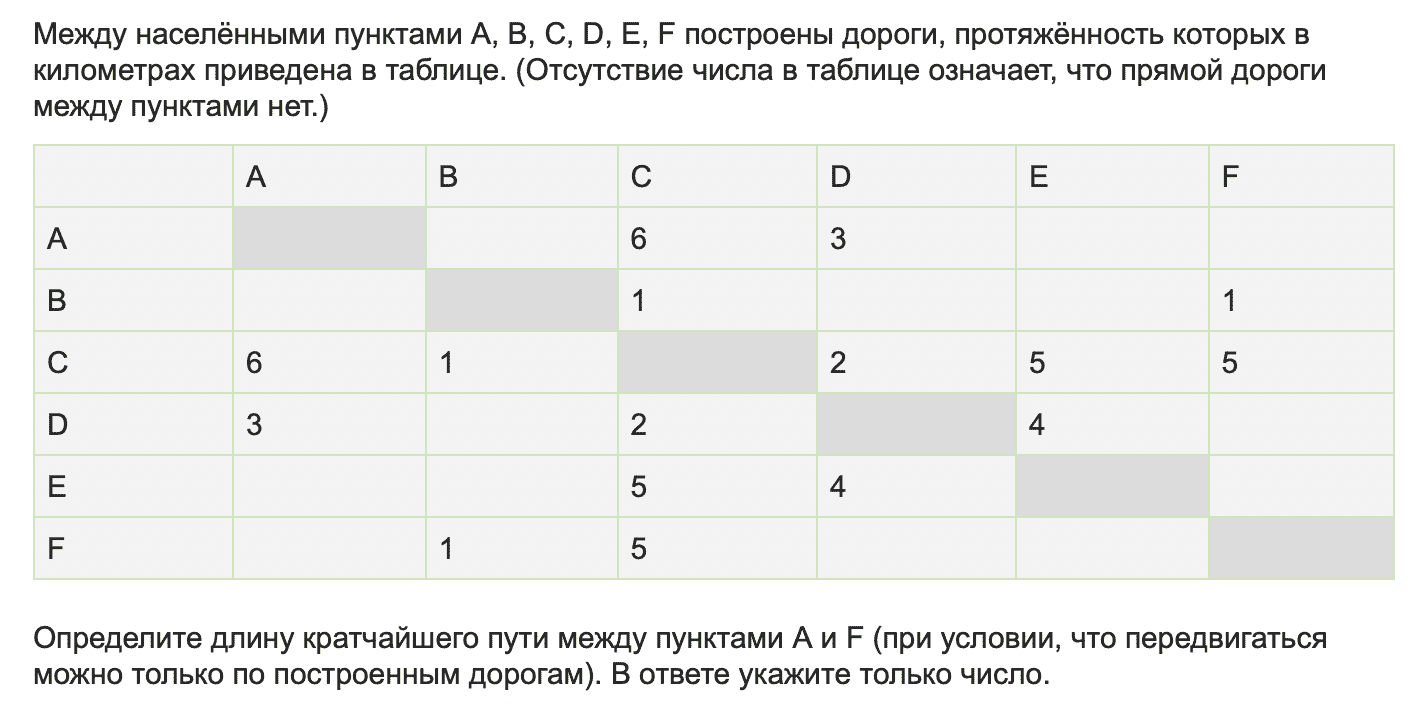 Между населёнными пунктами A, B, C, D, E, F построены дороги, протяжённость которых в
километрах приведена в таблице. (Отсутствие числа в таблице означает, что прямой дороги
между пунктами нет.)
A B C D E F
A 6 3
B 1 1
C 6 1 2 5 5
D 3 2 4
E 5 4
F 1 5
Определите длину кратчайшего пути между пунктами A и F (при условии, что передвигаться
можно только по построенным дорогам). В ответе укажите только число.